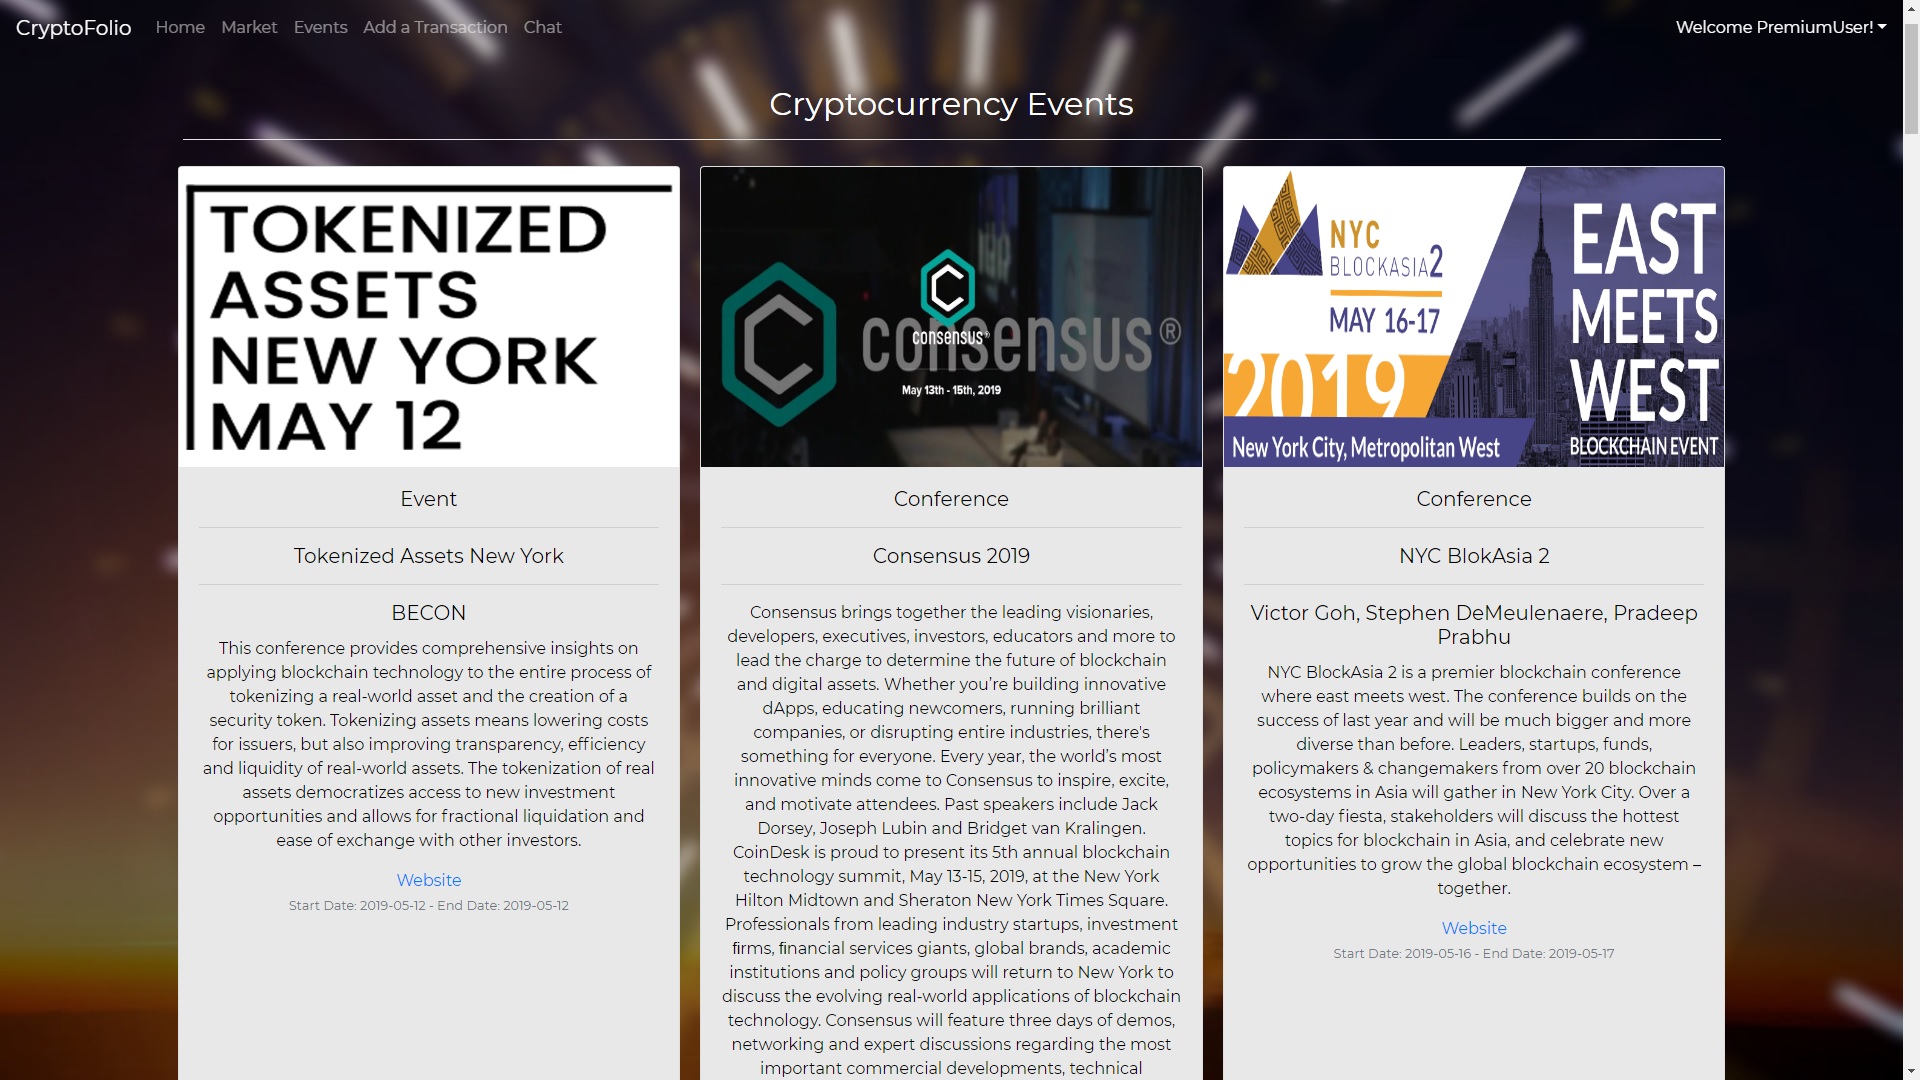 CryptoFolio Home Market Events Add a Transaction Chat Welcome PremiumUser!
Cryptocurrency Events
TOKENIZED
ASSETS
NEW YORK
MAY 12
Event
Tokenized Assets New York
BECON
This conference provides comprehensive insights on
applying blockchain technology to the entire process of
tokenizing a real-world asset and the creation of a
security token. Tokenizing assets means lowering costs
for issuers, but also improving transparency, efficiency
and liquidity of real-world assets. The tokenization of real
assets democratizes access to new investment
opportunities and allows for fractional liquidation and
ease of exchange with other investors.
Website
Start Date: 2019-05-12 - End Date: 2019-05-12
consensus®
consensus®
May 13th - 15th, 2019
Conference
Consensus 2019
Consensus brings together the leading visionaries,
developers, executives, investors, educators and more to
lead the charge to determine the future of blockchain
and digital assets. Whether you’re building innovative
dApps, educating newcomers, running brilliant
companies, or disrupting entire industries, there's
something for everyone. Every year, the world’s most
innovative minds come to Consensus to inspire, excite,
and motivate attendees. Past speakers include Jack
Dorsey, Joseph Lubin and Bridget van Kralingen.
CoinDesk is proud to present its 5th annual blockchain
technology summit, May 13-15, 2019, at the New York
Hilton Midtown and Sheraton New York Times Square.
Professionals from leading industry startups, investment
firms, financial services giants, global brands, academic
institutions and policy groups will return to New York to
discuss the evolving real-world applications of blockchain
technology. Consensus will feature three days of demos,
networking and expert discussions regarding the most
important commercial developments, technical
NYC
BLOCKASIA2
MAY 16-17
2019
New York City, Metropolitan West
EAST
MEETS
WEST
BLOCKCHAIN EVENT
Conference
NYC BlokAsia 2
Victor Goh, Stephen DeMeulenaere, Pradeep
Prabhu
NYC BlockAsia 2 is a premier blockchain conference
where east meets west. The conference builds on the
success of last year and will be much bigger and more
diverse than before. Leaders, startups, funds,
policymakers & changemakers from over 20 blockchain
ecosystems in Asia will gather in New York City. Over a
two-day fiesta, stakeholders will discuss the hottest
topics for blockchain in Asia, and celebrate new
opportunities to grow the global blockchain ecosystem –
together.
Website
Start Date: 2019-05-16 - End Date: 2019-05-17